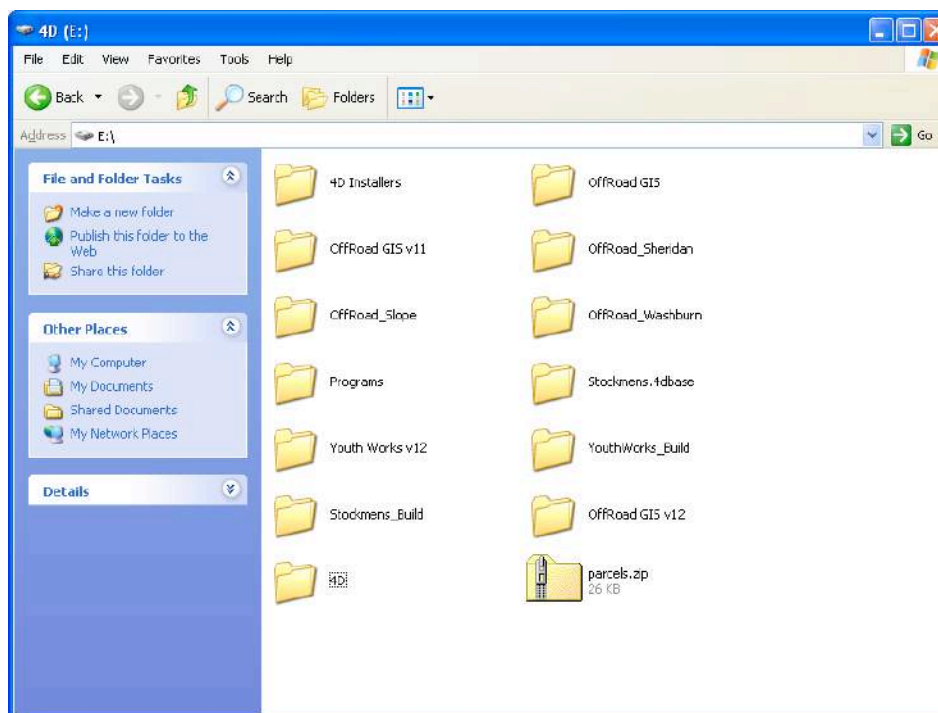 4D (E:)
File Edit View Favorites Tools Help
Back Search Folders
Address E:\ Go
File and Folder Tasks
Make a new folder
Publish this folder to the
Web
Share this folder
Other Places
My Computer
My Documents
Shared Documents
My Network Places
Details
4D Installers OffRoad GIS
OffRoad GIS v11 OffRoad_Sheridan
OffRoad_Slope OffRoad_Washburn
Programs Stockmens.4dbase
Youth Works v12 YouthWorks_Build
Stockmens_Build OffRoad GIS v12
4D parcels.zip
26 KB